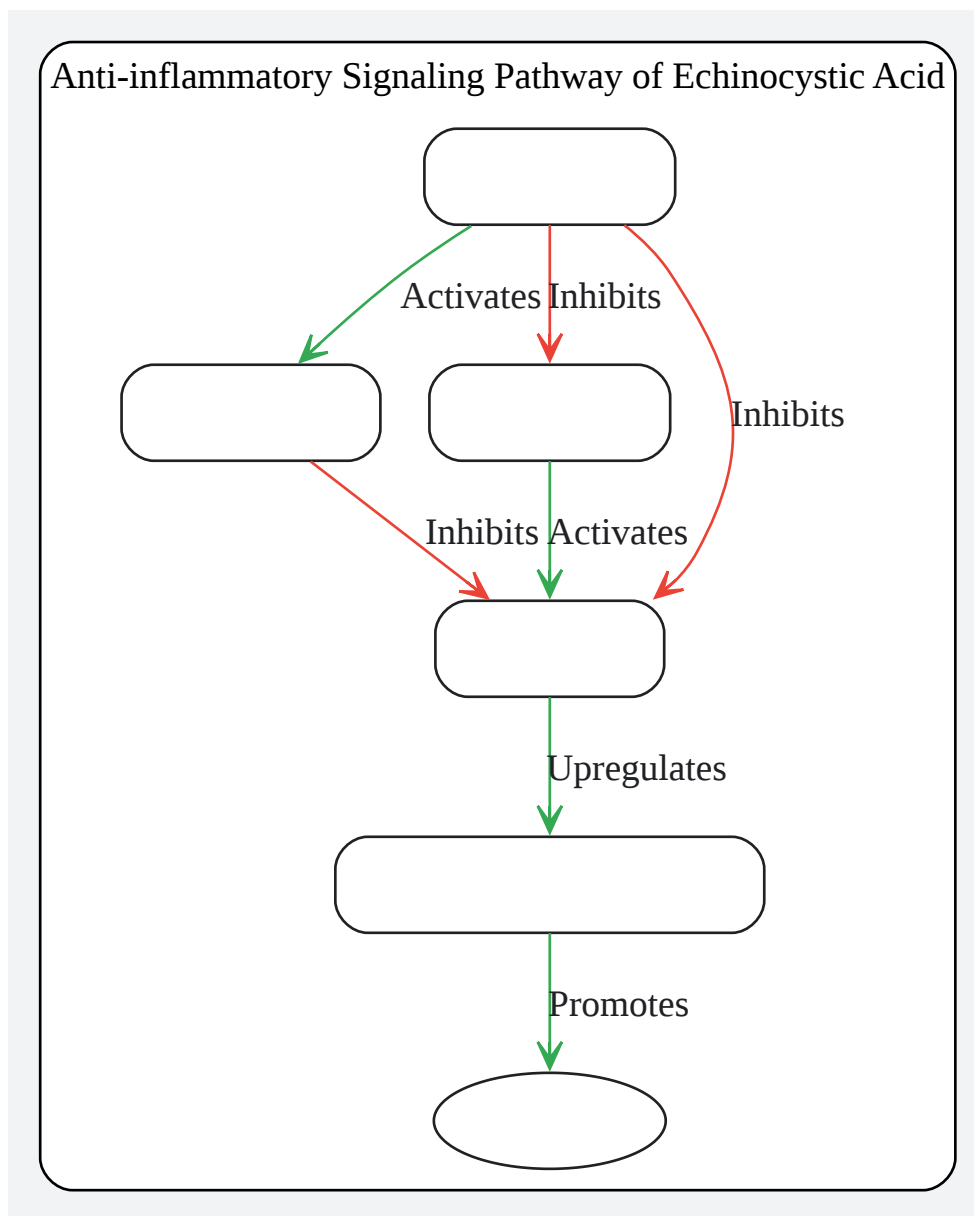 Anti-inflammatory Signaling Pathway of Echinocystic Acid
Activates
Inhibits
Inhibits
Inhibits
Activates
Upregulates
Promotes